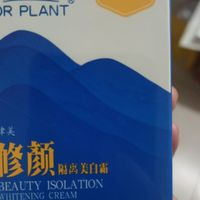 OR PLANT
修颜
隔离美白霜
BEAUTY ISOLATION
WHITENING CREAM